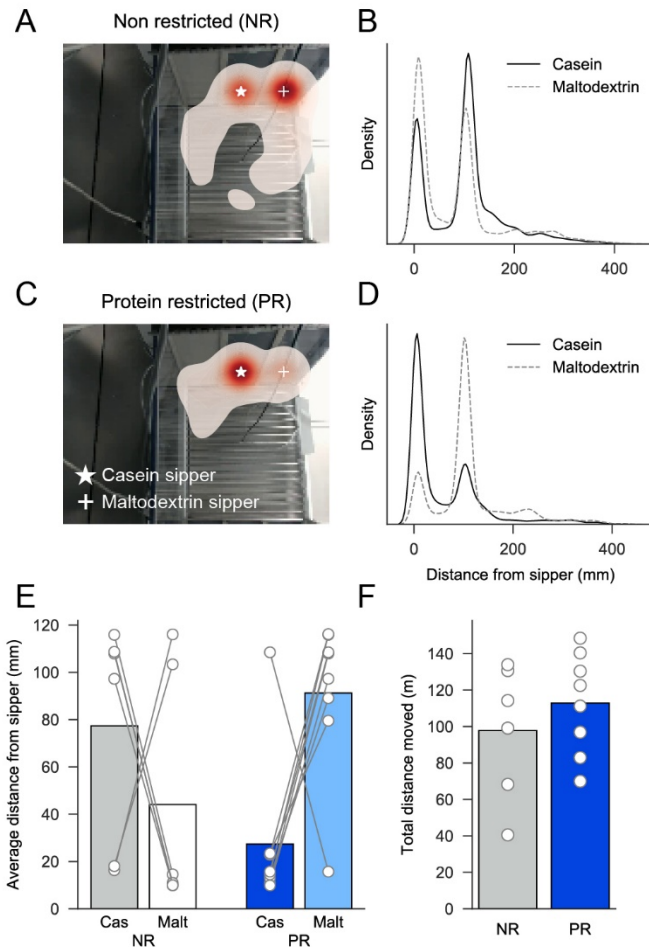 A
Non restricted (NR)
B
Casein
Maltodextrin
Density
0
200
400
C
Protein restricted (PR)
Casein sipper
Maltodextrin sipper
D
Casein
Maltodextrin
Density
0
200
400
Distance from sipper (mm)
E
Average distance from sipper (mm)
120
100
80
60
40
20
0
Cas Malt Cas Malt
NR PR
F
Total distance moved (m)
140
120
100
80
60
40
20
0
NR PR